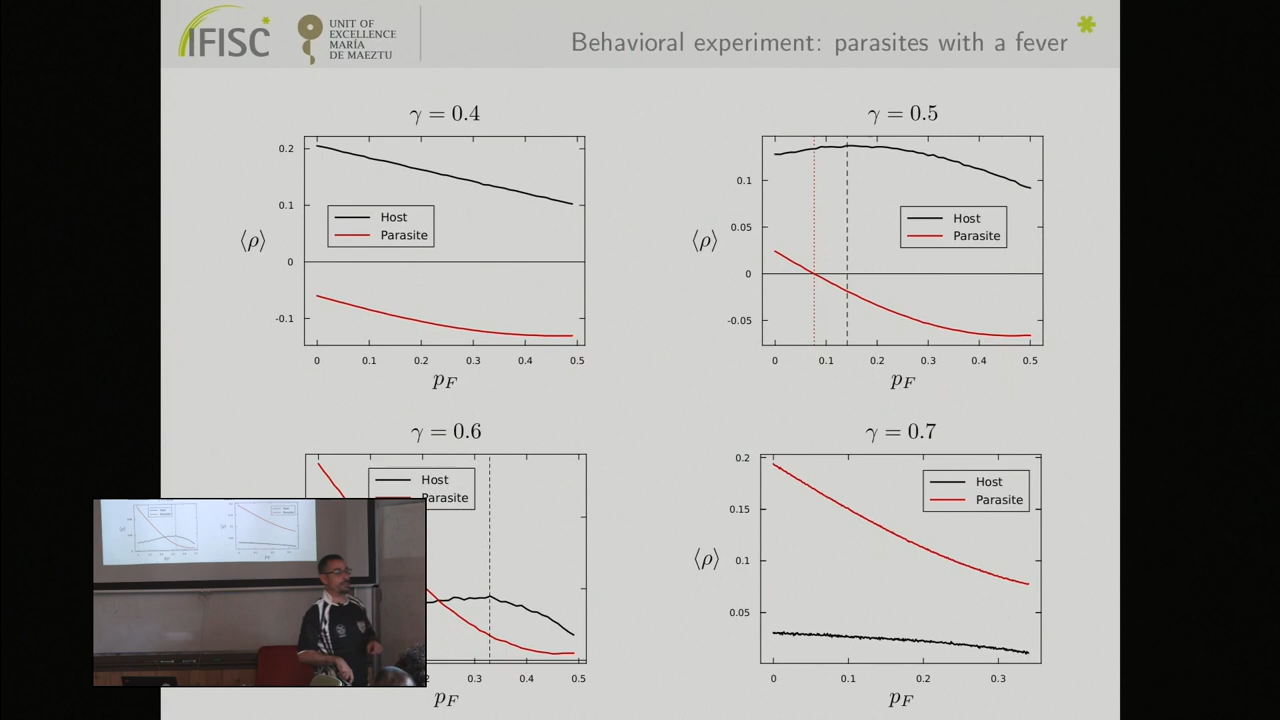 IFISC
UNIT OF
EXCELLENCE
MARÍA
DE MAEZTU
Behavioral experiment: parasites with a fever
γ = 0.4
0.2
0.1
0
-0.1
⟨ρ⟩
Host
Parasite
0 0.1 0.2 0.3 0.4 0.5
p_F
γ = 0.5
0.1
0.05
0
-0.05
⟨ρ⟩
Host
Parasite
0 0.1 0.2 0.3 0.4 0.5
p_F
γ = 0.6
Host
Parasite
2 0.3 0.4 0.5
p_F
γ = 0.7
0.2
0.15
0.1
0.05
⟨ρ⟩
Host
Parasite
0 0.1 0.2 0.3
p_F